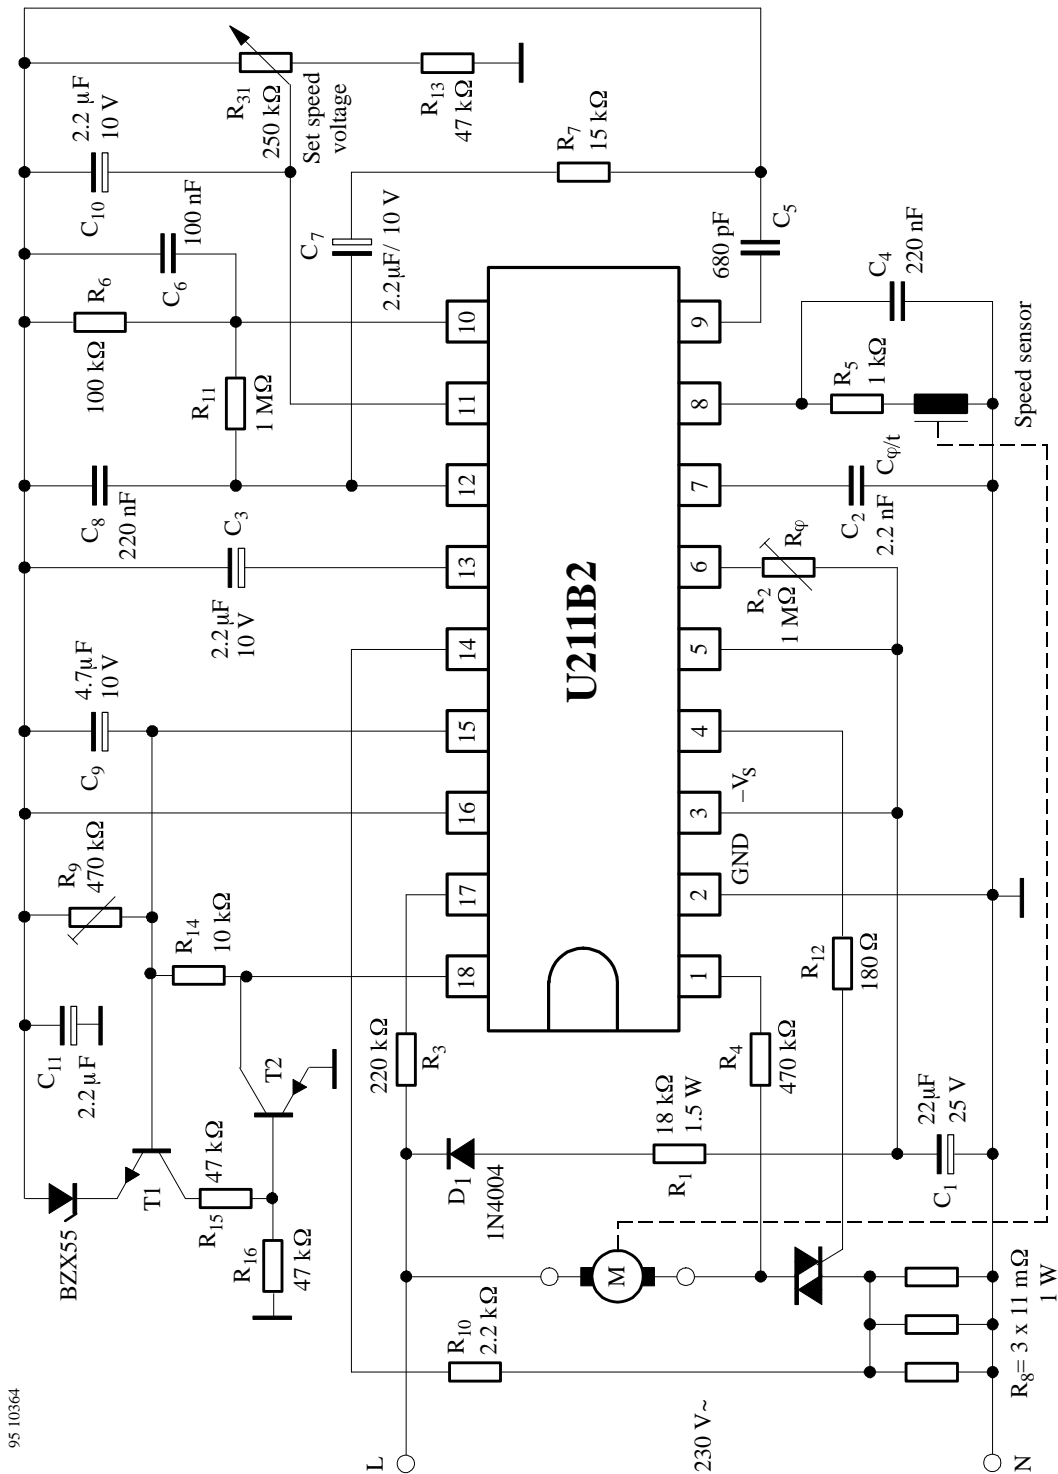 R31
250 kΩ
Set speed
voltage
R13
47 kΩ
C10
2.2 μF
10 V
R7
15 kΩ
C6
100 nF
C7
2.2μF/ 10 V
680 pF
C5
R6
100 kΩ
R11
1 MΩ
C4
220 nF
R5
1 kΩ
Speed sensor
C8
220 nF
C3
2.2 μF
10 V
C2
2.2 nF
Cφ/t
Rφ
R2
1 MΩ
10
11
12
13
14
15
16
17
18
9
8
7
6
5
4
3
2
1
U211B2
−VS
GND
C9
4.7μF
10 V
R9
470 kΩ
R14
10 kΩ
R12
180 Ω
C11
2.2 μF
T2
220 kΩ
R3
R4
470 kΩ
22μF
25 V
C1
18 kΩ
1.5 W
R1
D1
1N4004
T1
47 kΩ
R15
R16
47 kΩ
BZX55
M
R10
2.2 kΩ
R8= 3 x 11 mΩ
1 W
230 V~
L
N
95 10364